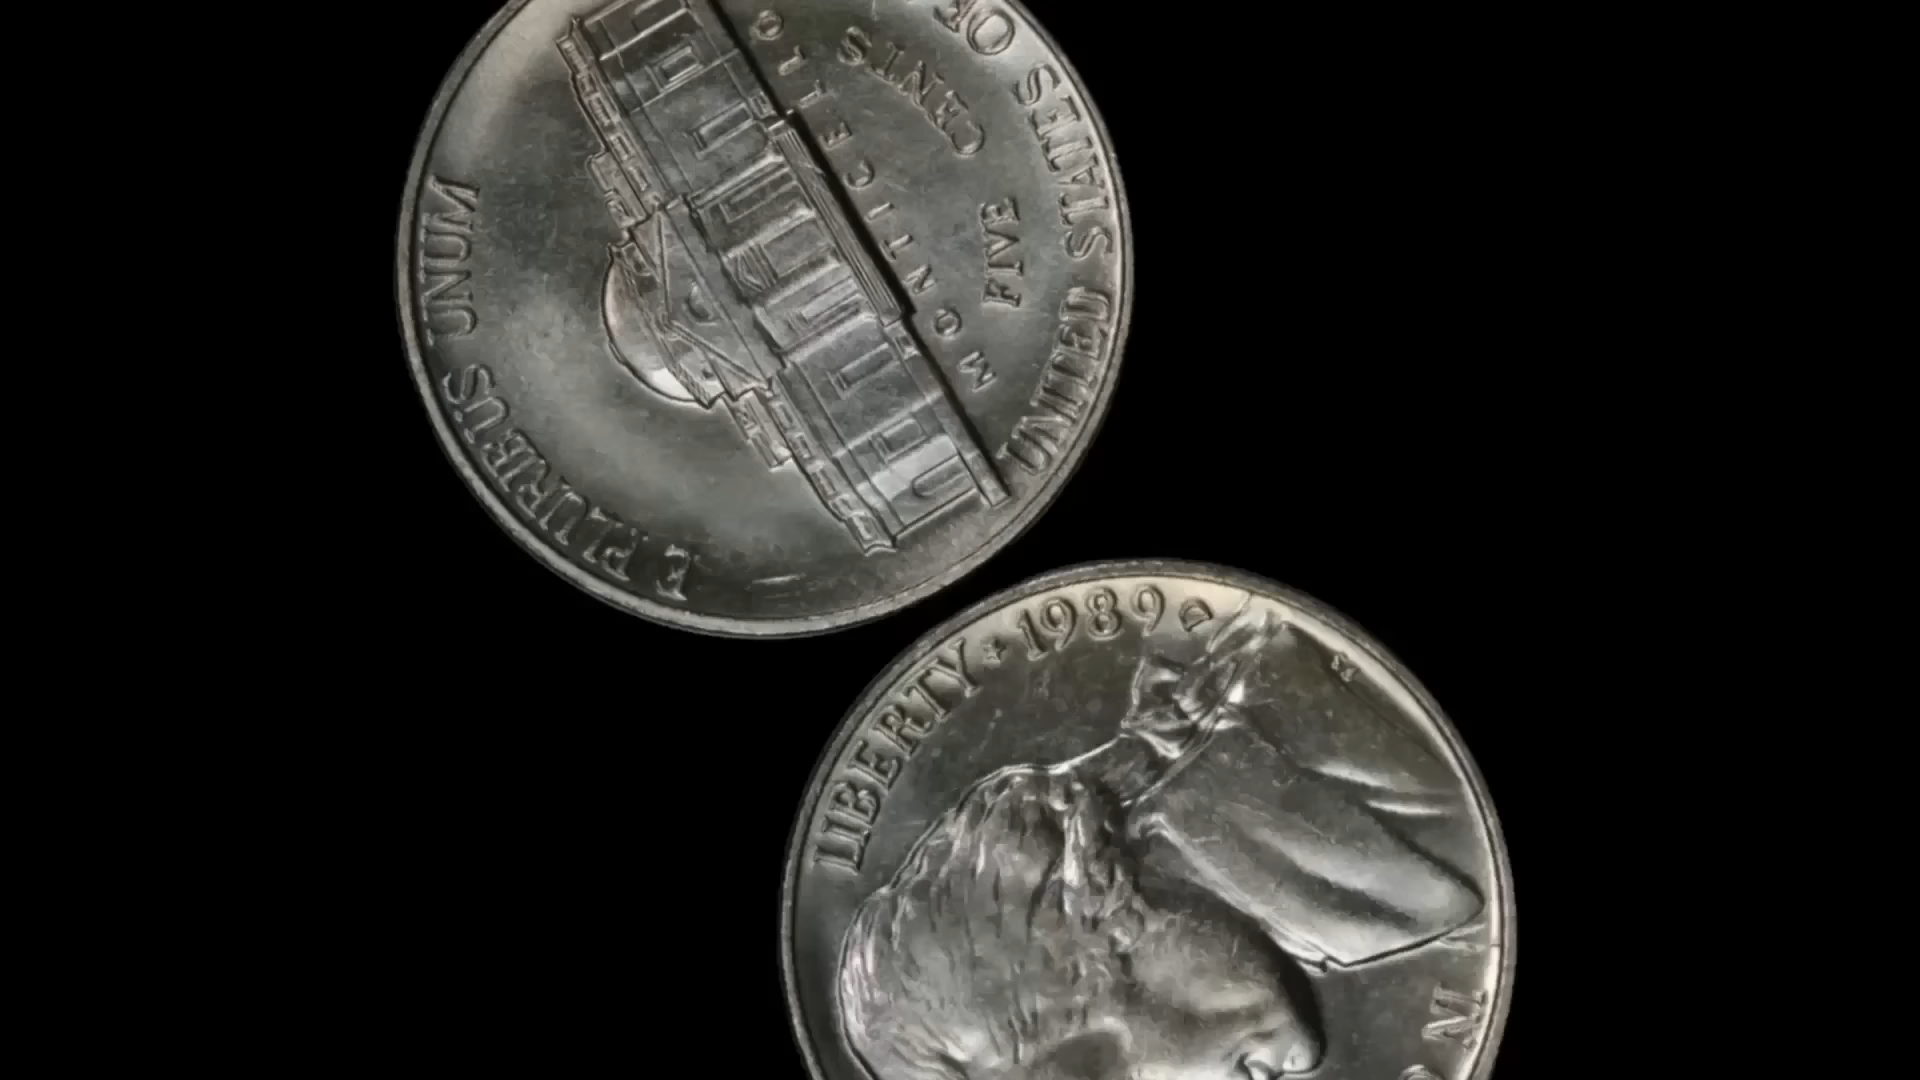 E PLURIBUS UNUM
MONTICELLO
FIVE CENTS
UNITED STATES OF
LIBERTY ★ 1989 D